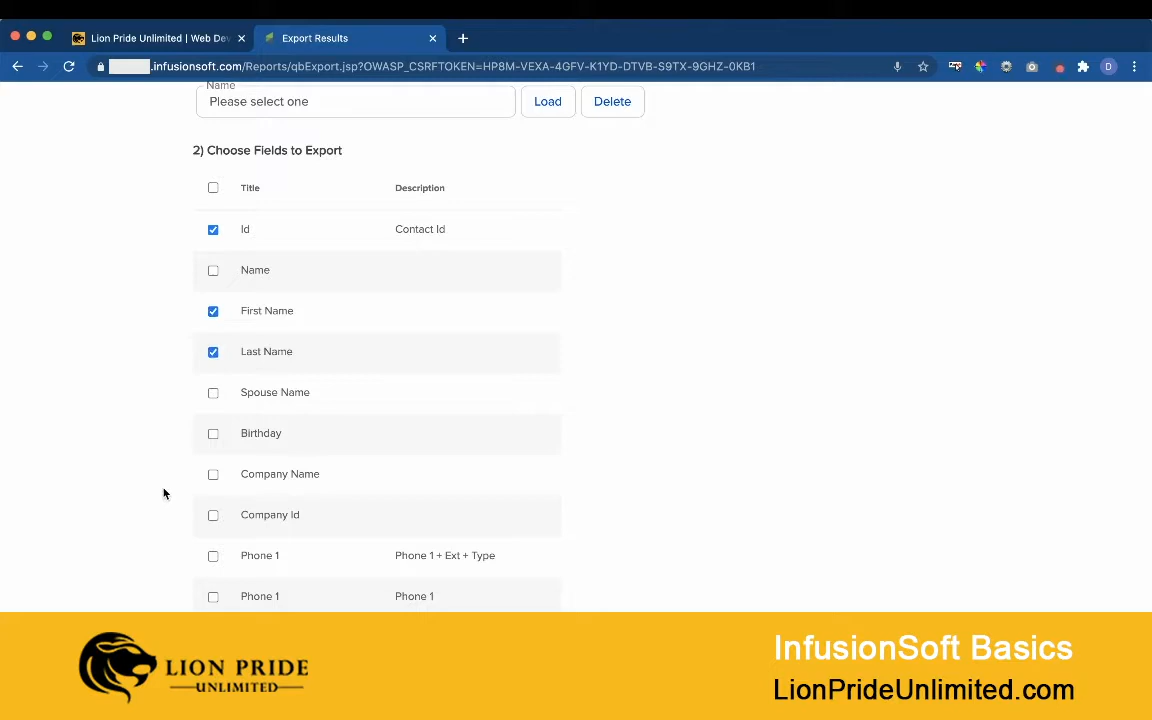 Lion Pride Unlimited | Web Dev
Export Results
.infusionsoft.com/Reports/qbExport.jsp?OWASP_CSRFTOKEN=HP8M-VEXA-4GFV-K1YD-DTVB-S9TX-9GHZ-0KB1
D
Name
Please select one
Load
Delete
2) Choose Fields to Export
Title Description
Id Contact Id
Name
First Name
Last Name
Spouse Name
Birthday
Company Name
Company Id
Phone 1 Phone 1 + Ext + Type
Phone 1 Phone 1
LION PRIDE
UNLIMITED
InfusionSoft Basics
LionPrideUnlimited.com